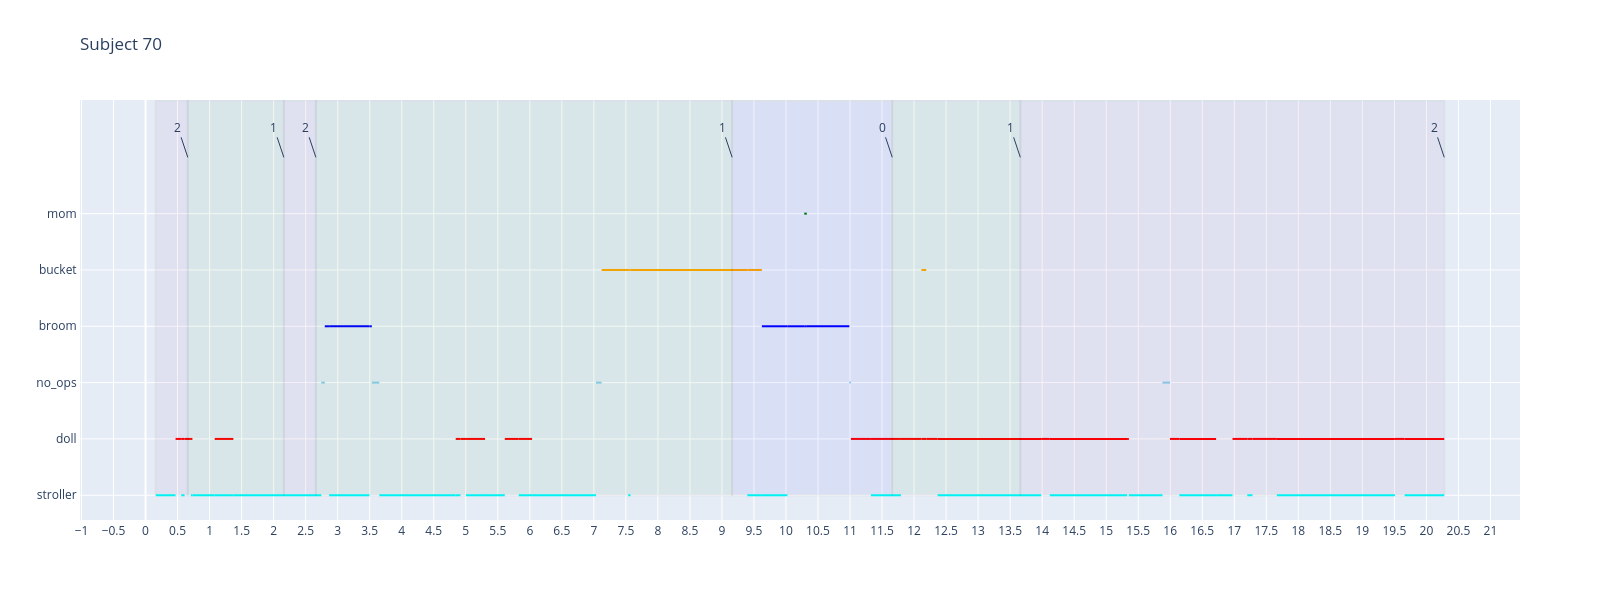 Subject 70
2 1 2 1 0 1 2
mom
bucket
broom
no_ops
doll
stroller
−1 −0.5 0 0.5 1 1.5 2 2.5 3 3.5 4 4.5 5 5.5 6 6.5 7 7.5 8 8.5 9 9.5 10 10.5 11 11.5 12 12.5 13 13.5 14 14.5 15 15.5 16 16.5 17 17.5 18 18.5 19 19.5 20 20.5 21